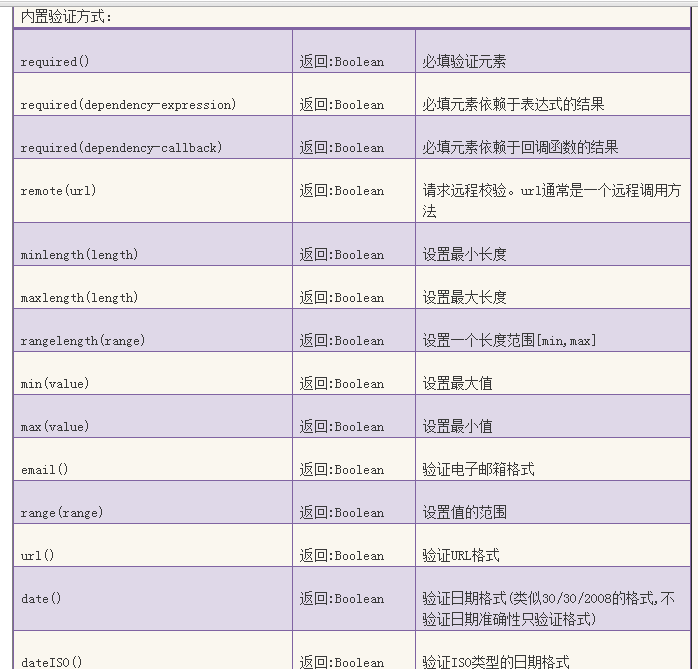 内置验证方式:
required() 返回:Boolean 必填验证元素
required(dependency-expression) 返回:Boolean 必填元素依赖于表达式的结果
required(dependency-callback) 返回:Boolean 必填元素依赖于回调函数的结果
remote(url) 返回:Boolean 请求远程校验。url通常是一个远程调用方
法
minlength(length) 返回:Boolean 设置最小长度
maxlength(length) 返回:Boolean 设置最大长度
rangelength(range) 返回:Boolean 设置一个长度范围[min,max]
min(value) 返回:Boolean 设置最大值
max(value) 返回:Boolean 设置最小值
email() 返回:Boolean 验证电子邮箱格式
range(range) 返回:Boolean 设置值的范围
url() 返回:Boolean 验证URL格式
date() 返回:Boolean 验证日期格式(类似30/30/2008的格式,不
验证日期准确性只验证格式)
dateISO() 返回:Boolean 验证ISO类型的日期格式